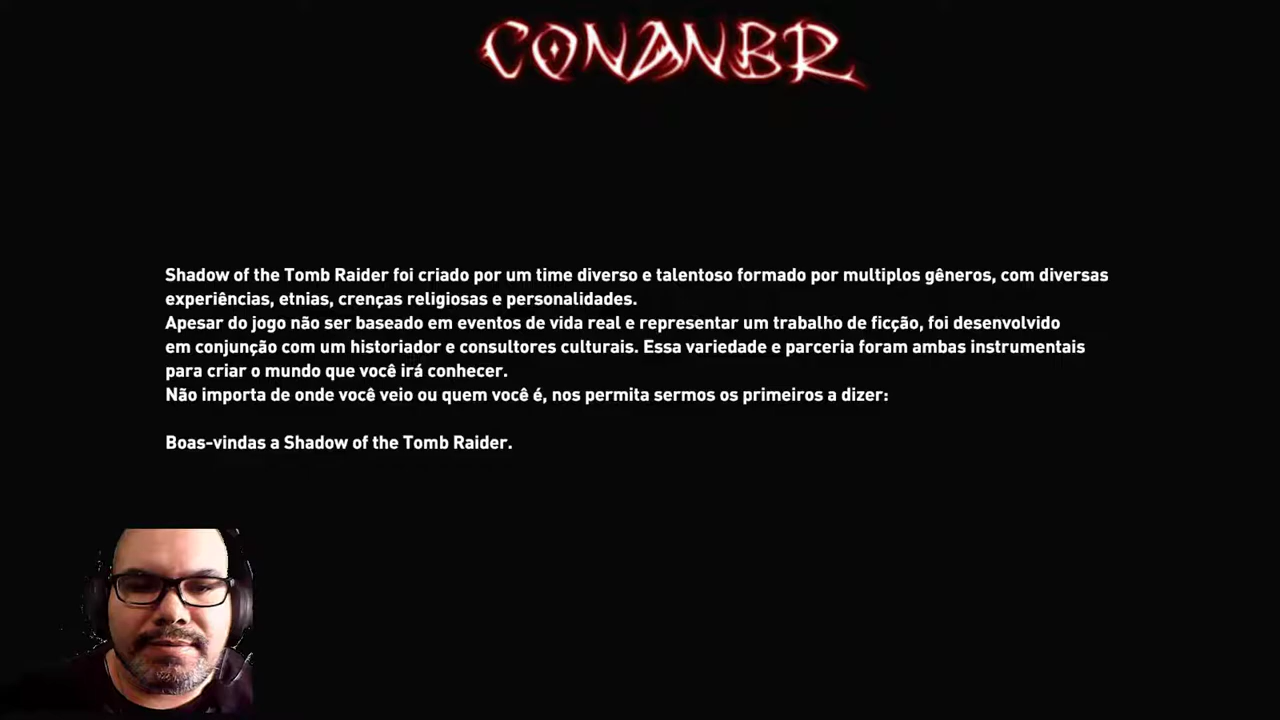 CONANBR
Shadow of the Tomb Raider foi criado por um time diverso e talentoso formado por multiplos gêneros, com diversas
experiências, etnias, crenças religiosas e personalidades.
Apesar do jogo não ser baseado em eventos de vida real e representar um trabalho de ficção, foi desenvolvido
em conjunção com um historiador e consultores culturais. Essa variedade e parceria foram ambas instrumentais
para criar o mundo que você irá conhecer.
Não importa de onde você veio ou quem você é, nos permita sermos os primeiros a dizer:
Boas-vindas a Shadow of the Tomb Raider.